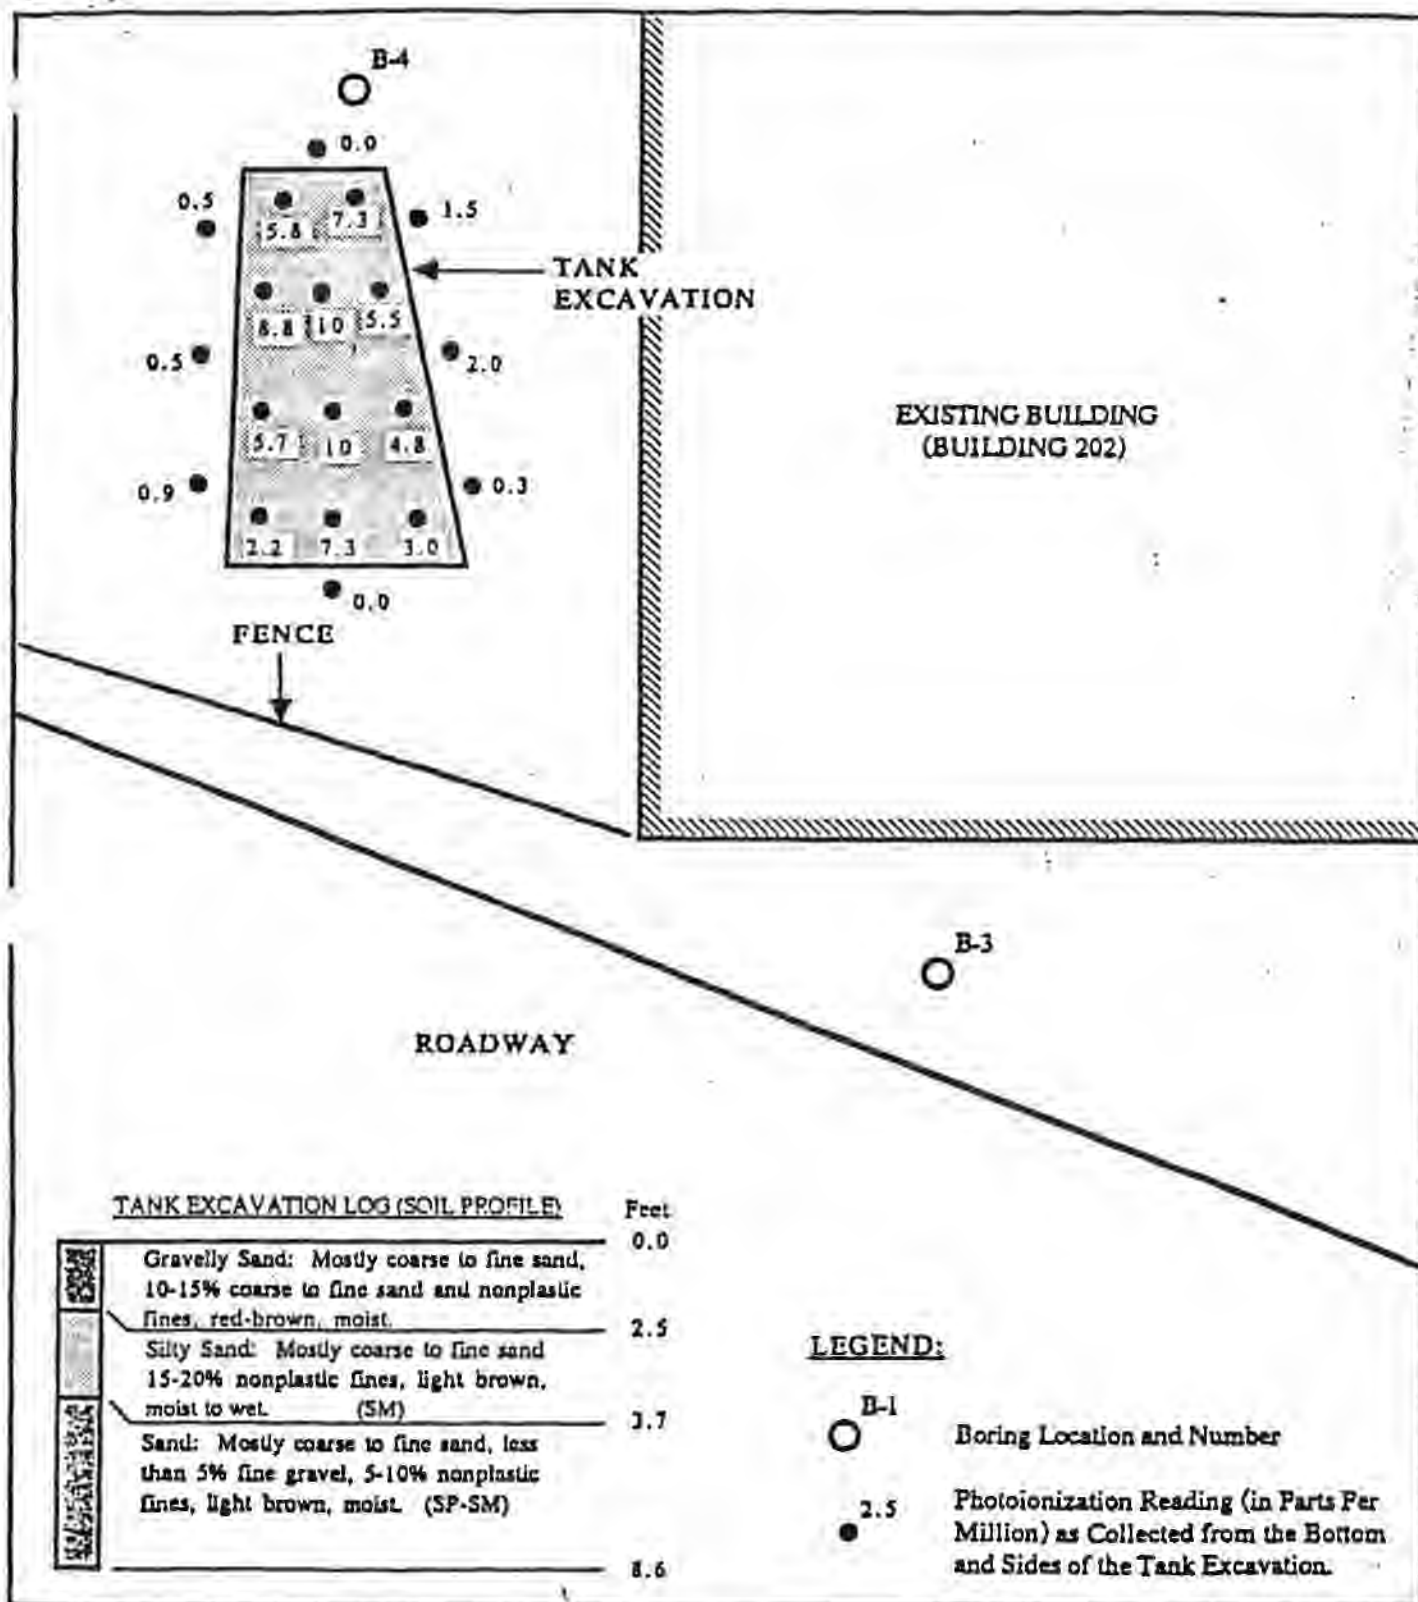 B-4
0.0
0.5
1.5
5.8 7.3
TANK
EXCAVATION
8.8 10 5.5
0.5
2.0
EXISTING BUILDING
(BUILDING 202)
5.7 10 4.8
0.9
0.3
2.2 7.3 3.0
0.0
FENCE
B-3
ROADWAY
TANK EXCAVATION LOG (SOIL PROFILE) Feet
0.0
Gravelly Sand: Mostly coarse to fine sand,
10-15% coarse to fine sand and nonplastic
fines, red-brown, moist.
2.5
Silty Sand: Mostly coarse to fine sand
15-20% nonplastic fines, light brown,
moist to wet. (SM)
3.7
Sand: Mostly coarse to fine sand, less
than 5% fine gravel, 5-10% nonplastic
fines, light brown, moist. (SP-SM)
8.6
LEGEND:
B-1
Boring Location and Number
2.5
Photoionization Reading (in Parts Per
Million) as Collected from the Bottom
and Sides of the Tank Excavation.